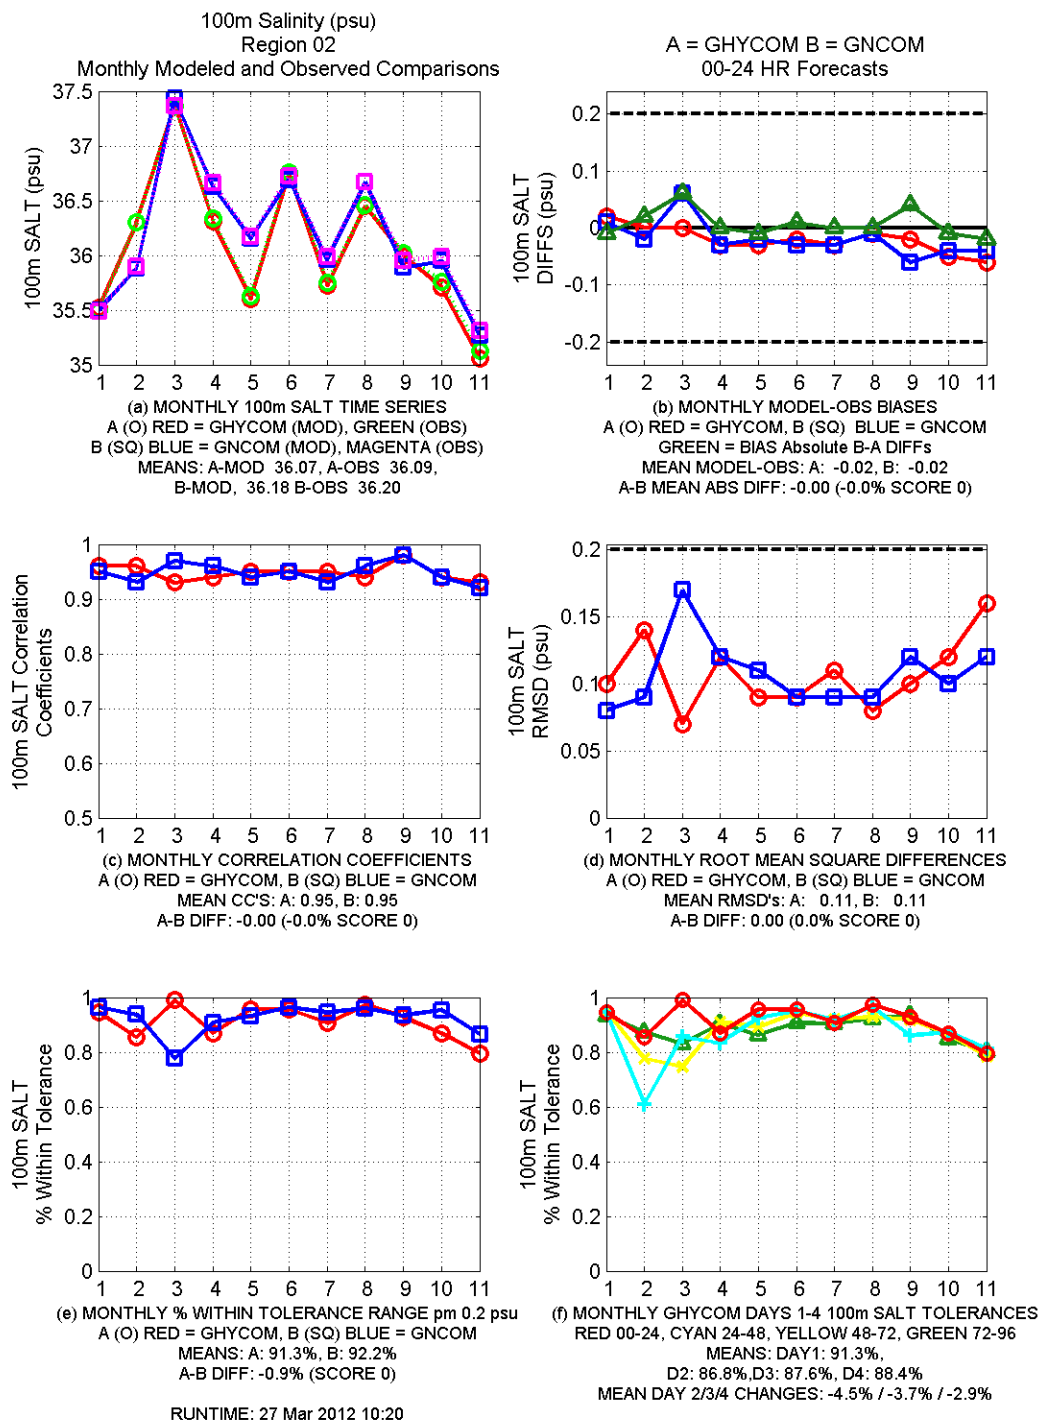 100m Salinity (psu)
Region 02
Monthly Modeled and Observed Comparisons
A = GHYCOM B = GNCOM
00-24 HR Forecasts
37.5
37
36.5
36
35.5
35
100m SALT (psu)
1 2 3 4 5 6 7 8 9 10 11
(a) MONTHLY 100m SALT TIME SERIES
A (O) RED = GHYCOM (MOD), GREEN (OBS)
B (SQ) BLUE = GNCOM (MOD), MAGENTA (OBS)
MEANS: A-MOD 36.07, A-OBS 36.09,
B-MOD, 36.18 B-OBS 36.20
0.2
0.1
0
-0.1
-0.2
100m SALT
DIFFS (psu)
1 2 3 4 5 6 7 8 9 10 11
(b) MONTHLY MODEL-OBS BIASES
A (O) RED = GHYCOM, B (SQ) BLUE = GNCOM
GREEN = BIAS Absolute B-A DIFFs
MEAN MODEL-OBS: A: -0.02, B: -0.02
A-B MEAN ABS DIFF: -0.00 (-0.0% SCORE 0)
1
0.9
0.8
0.7
0.6
0.5
100m SALT Correlation
Coefficients
1 2 3 4 5 6 7 8 9 10 11
(c) MONTHLY CORRELATION COEFFICIENTS
A (O) RED = GHYCOM, B (SQ) BLUE = GNCOM
MEAN CC'S: A: 0.95, B: 0.95
A-B DIFF: -0.00 (-0.0% SCORE 0)
0.2
0.15
0.1
0.05
0
100m SALT
RMSD (psu)
1 2 3 4 5 6 7 8 9 10 11
(d) MONTHLY ROOT MEAN SQUARE DIFFERENCES
A (O) RED = GHYCOM, B (SQ) BLUE = GNCOM
MEAN RMSD's: A: 0.11, B: 0.11
A-B DIFF: 0.00 (0.0% SCORE 0)
1
0.8
0.6
0.4
0.2
0
100m SALT
% Within Tolerance
1 2 3 4 5 6 7 8 9 10 11
(e) MONTHLY % WITHIN TOLERANCE RANGE pm 0.2 psu
A (O) RED = GHYCOM, B (SQ) BLUE = GNCOM
MEANS: A: 91.3%, B: 92.2%
A-B DIFF: -0.9% (SCORE 0)
1
0.8
0.6
0.4
0.2
0
100m SALT
% Within Tolerance
1 2 3 4 5 6 7 8 9 10 11
(f) MONTHLY GHYCOM DAYS 1-4 100m SALT TOLERANCES
RED 00-24, CYAN 24-48, YELLOW 48-72, GREEN 72-96
MEANS: DAY1: 91.3%,
D2: 86.8%,D3: 87.6%, D4: 88.4%
MEAN DAY 2/3/4 CHANGES: -4.5% / -3.7% / -2.9%
RUNTIME: 27 Mar 2012 10:20